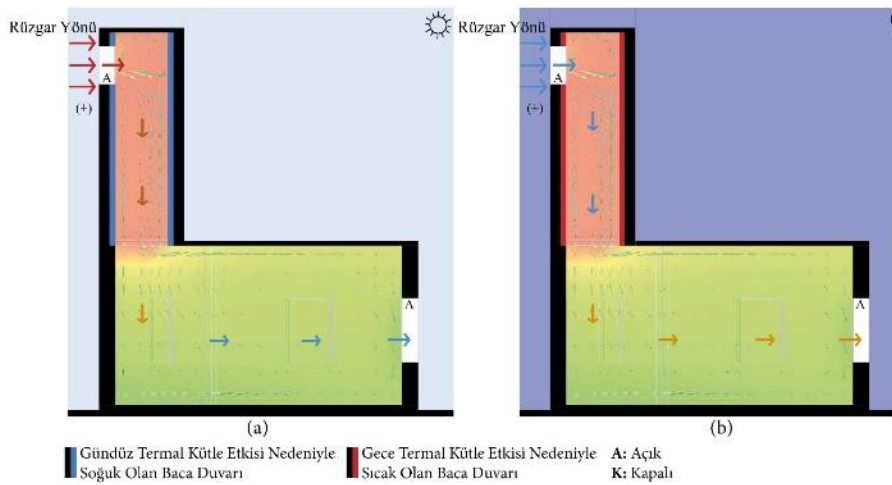 Rüzgar Yönü
A
(+)
A
(a)
Rüzgar Yönü
A
(+)
A
(b)
Gündüz Termal Kütle Etkisi Nedeniyle
Soğuk Olan Baca Duvarı
Gece Termal Kütle Etkisi Nedeniyle
Sıcak Olan Baca Duvarı
A: Açık
K: Kapalı